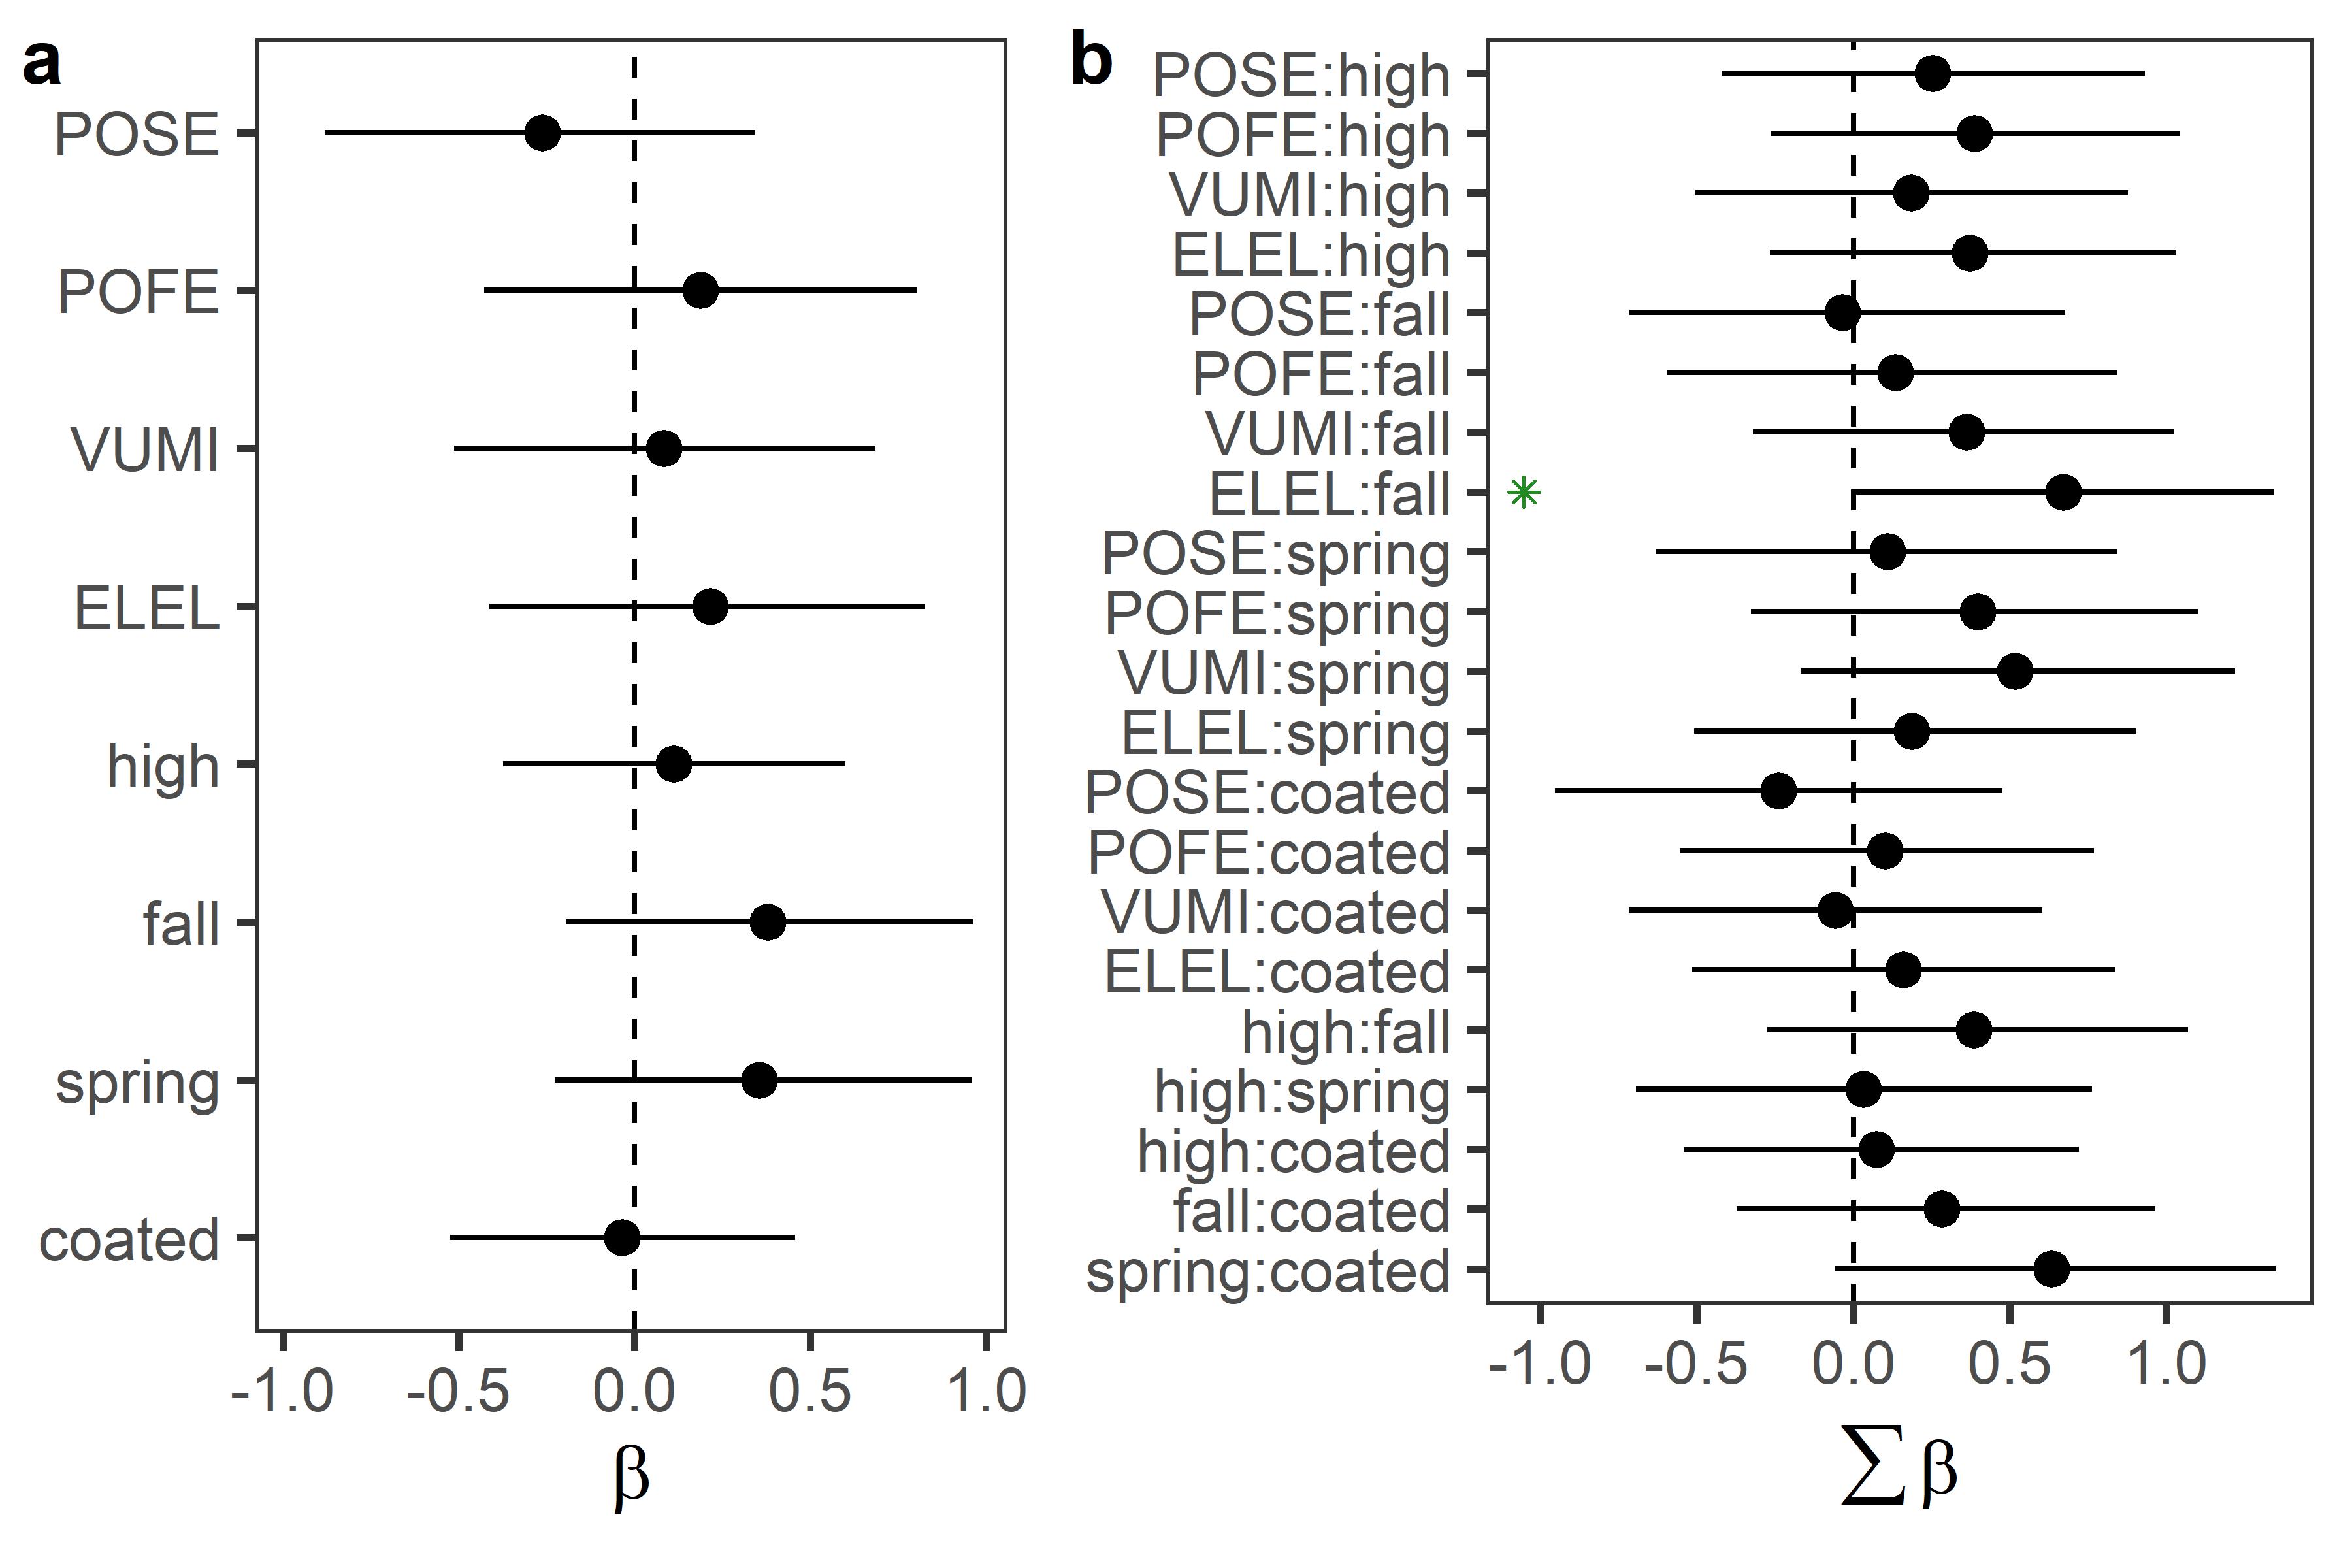 a
POSE
POFE
VUMI
ELEL
high
fall
spring
coated
-1.0 -0.5 0.0 0.5 1.0
β
b
POSE:high
POFE:high
VUMI:high
ELEL:high
POSE:fall
POFE:fall
VUMI:fall
ELEL:fall
POSE:spring
POFE:spring
VUMI:spring
ELEL:spring
POSE:coated
POFE:coated
VUMI:coated
ELEL:coated
high:fall
high:spring
high:coated
fall:coated
spring:coated
-1.0 -0.5 0.0 0.5 1.0
∑β